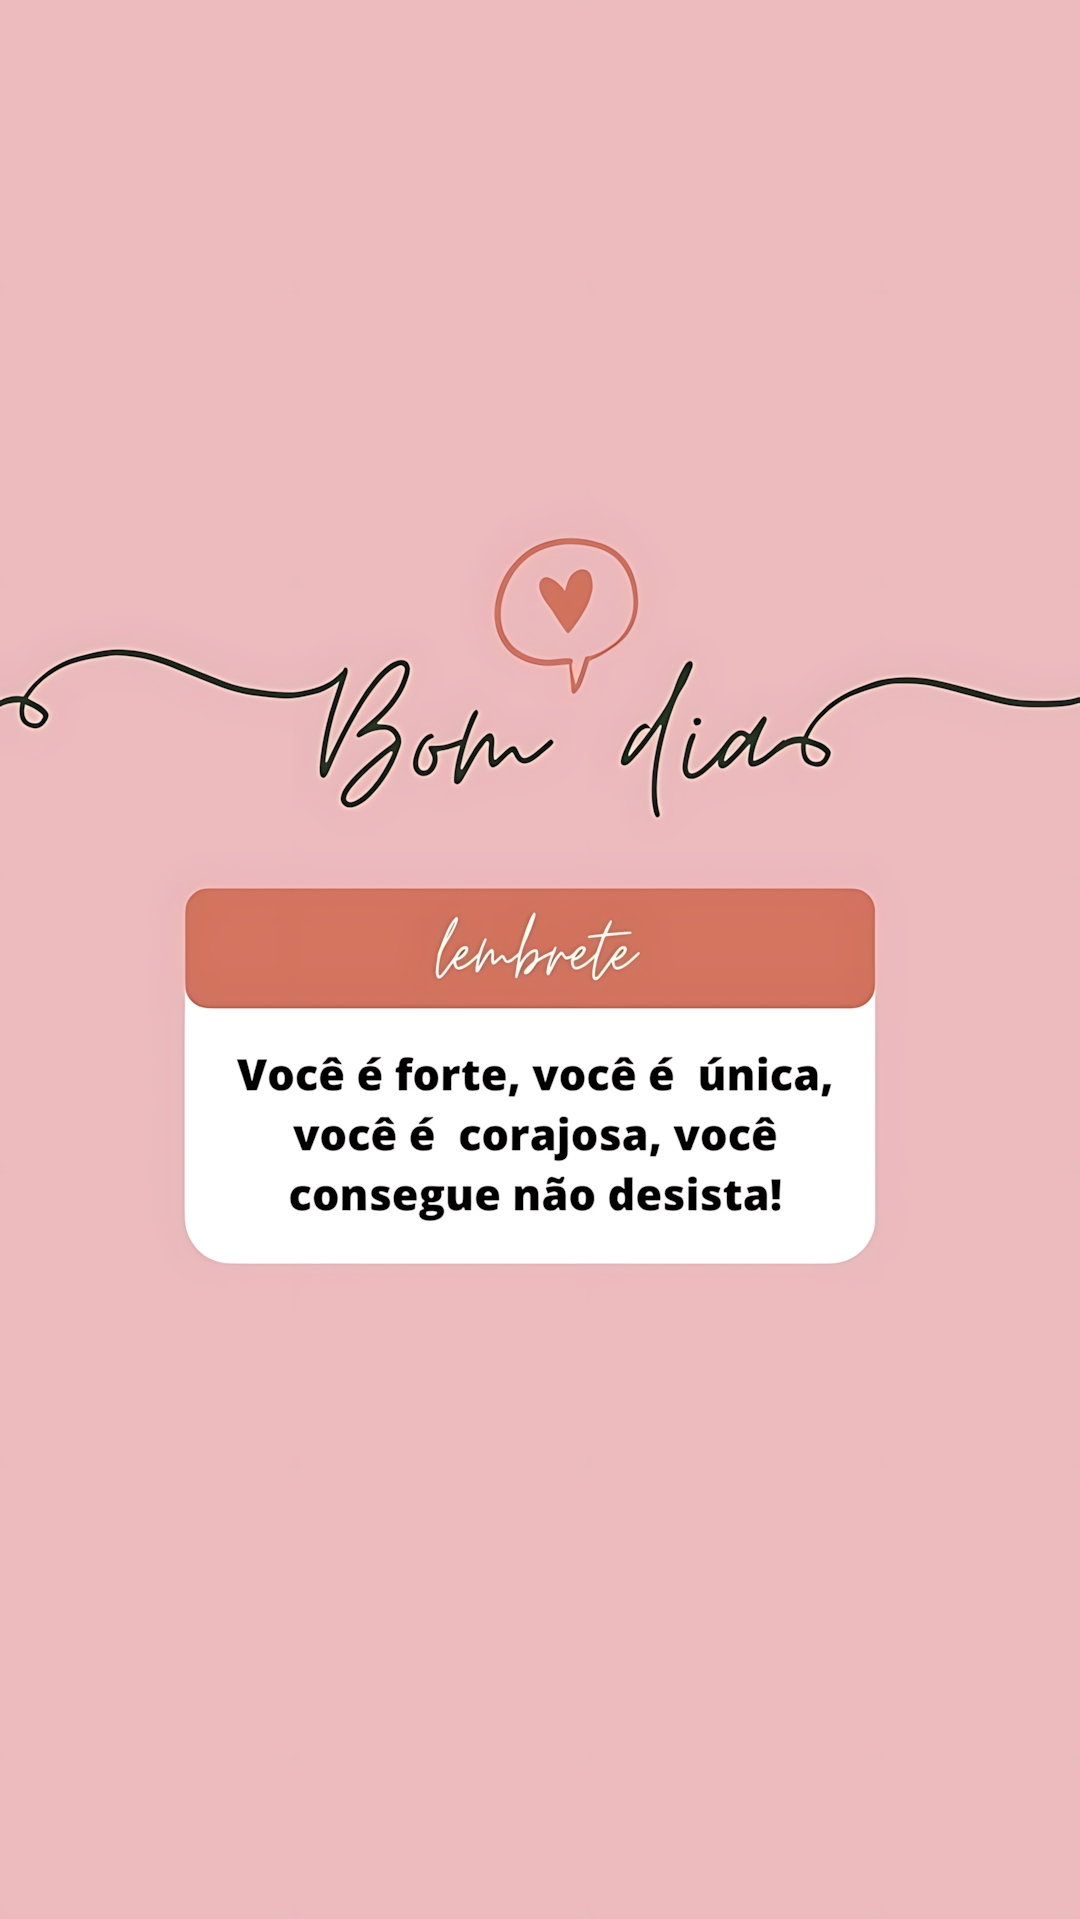 Bom dia
lembrete
Você é forte, você é  única,
você é  corajosa, você
consegue não desista!